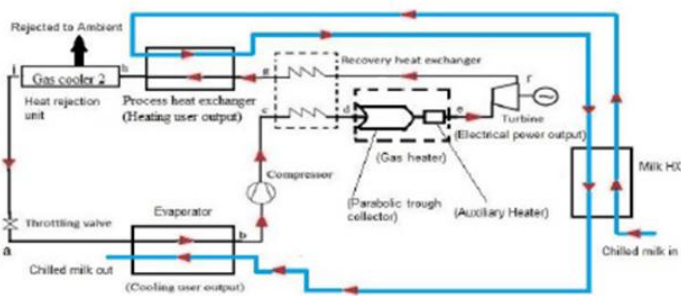 Rejected to Ambient
i
Gas cooler 2
h
Heat rejection
unit
Process heat exchanger
(Heating user output)
g
Recovery heat exchanger
c
d
e
r
Turbine
(Electrical power output)
(Gas heater)
Compressor
(Parabolic trough
collector)
(Auxiliary Heater)
Milk HX
Throttling valve
a
Evaporator
b
Chilled milk out
(Cooling user output)
Chilled milk in